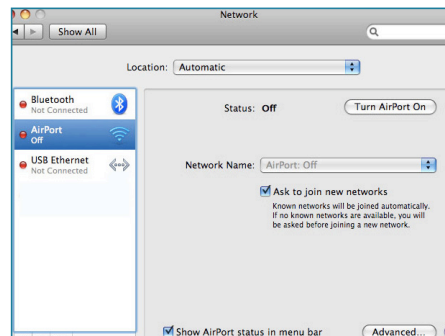 Network
Show All
Location: Automatic
Bluetooth
Not Connected
AirPort
Off
USB Ethernet
Not Connected
Status: Off
Turn AirPort On
Network Name: AirPort: Off
Ask to join new networks
Known networks will be joined automatically.
If no known networks are available, you will
be asked before joining a new network.
Show AirPort status in menu bar
Advanced...